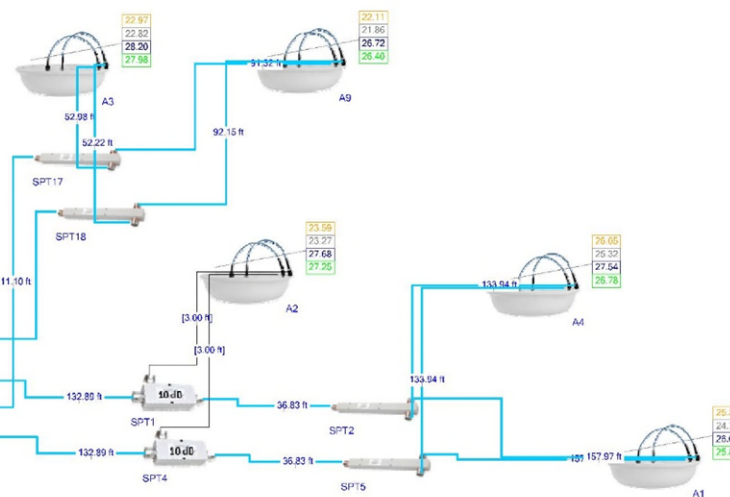 22.97
22.82
28.20
27.98
A3
52.98 ft
52.22 ft
SPT17
SPT18
22.11
21.86
26.72
26.40
91.32 ft
A9
92.15 ft
11.10 ft
23.59
23.27
27.68
27.25
A2
[3.00 ft]
[3.00 ft]
25.32
27.54
26.78
133.94 ft
A4
133.94 ft
132.89 ft
10 dB
SPT1
36.83 ft
SPT2
132.89 ft
10 dB
SPT4
36.83 ft
SPT5
157.97 ft
A1